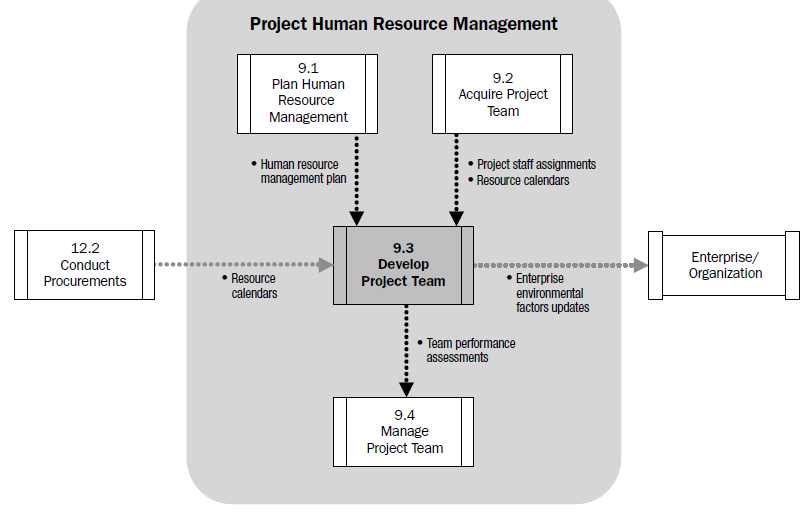 Project Human Resource Management
9.1
Plan Human
Resource
Management
9.2
Acquire Project
Team
• Human resource
management plan
• Project staff assignments
• Resource calendars
12.2
Conduct
Procurements
9.3
Develop
Project Team
Enterprise/
Organization
• Resource
calendars
• Enterprise
environmental
factors updates
• Team performance
assessments
9.4
Manage
Project Team